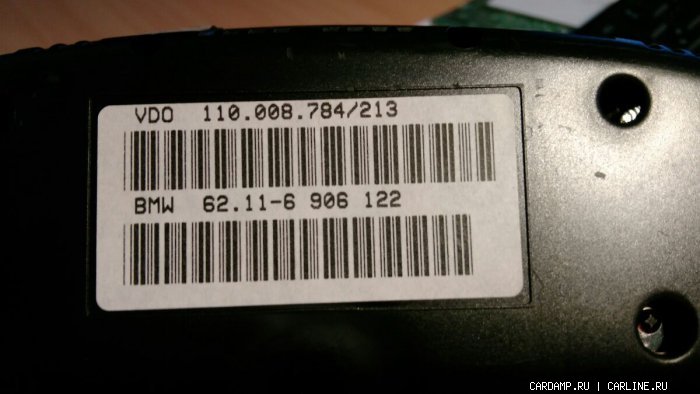 VDO 110.008.784/213
BMW 62.11-6 906 122
CARDAMP.RU | CARLINE.RU